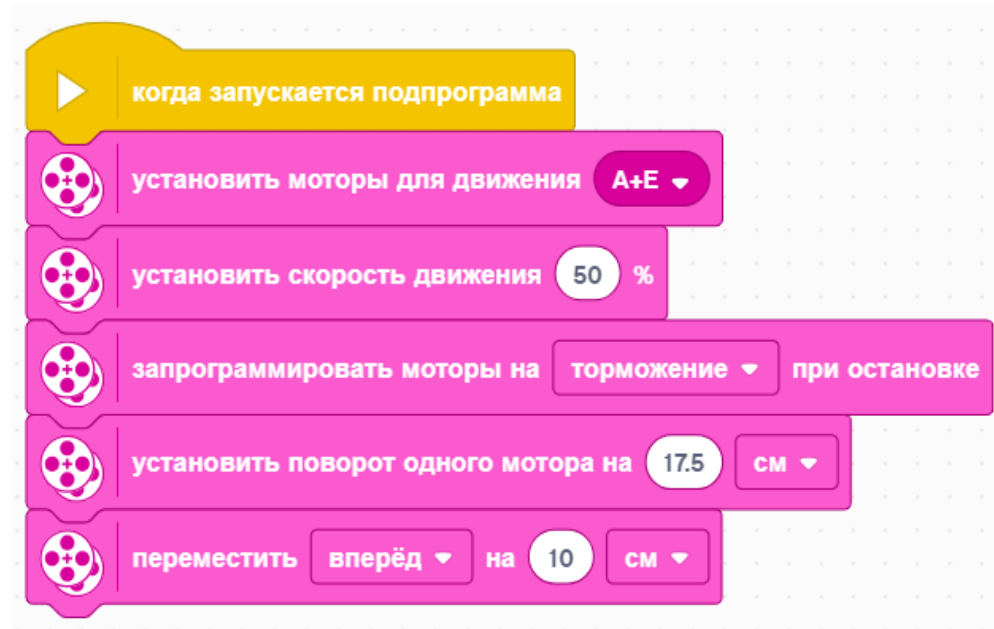 когда запускается подпрограмма
установить моторы для движения A+E
установить скорость движения 50 %
запрограммировать моторы на торможение при остановке
установить поворот одного мотора на 17.5 см
переместить вперёд на 10 см